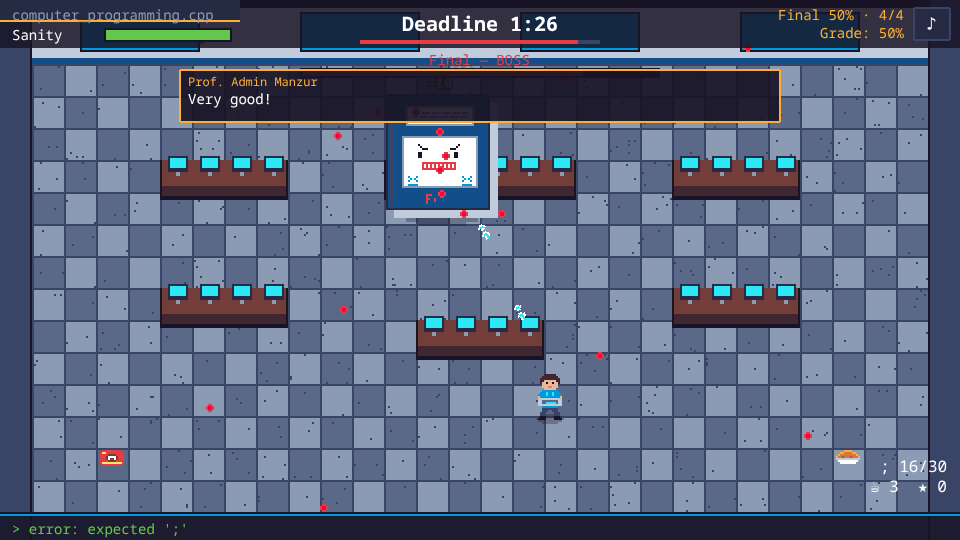 computer programming.cpp
Sanity
Deadline 1:26
Final 50% · 4/4
Grade: 50%
♪
Final — BOSS
Prof. Admin Manzur
Very good!
; 16/30
☕ 3 ★ 0
> error: expected ';'